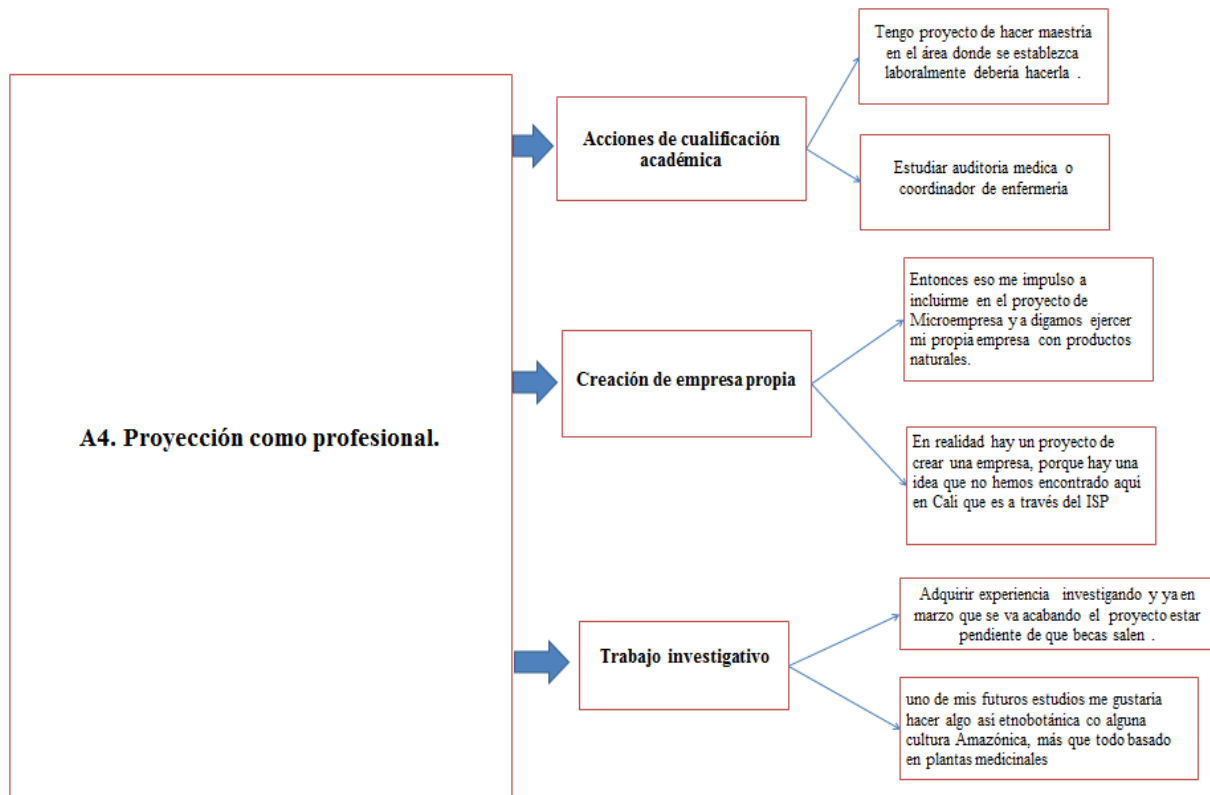 A4. Proyección como profesional.
Acciones de cualificación
académica
Tengo proyecto de hacer maestría
en el área donde se establezca
laboralmente debería hacerla .
Estudiar auditoria medica o
coordinador de enfermería
Creación de empresa propia
Entonces eso me impulso a
incluirme en el proyecto de
Microempresa y a digamos ejercer
mi propia empresa con productos
naturales.
En realidad hay un proyecto de
crear una empresa, porque hay una
idea que no hemos encontrado aquí
en Cali que es a través del ISP
Trabajo investigativo
Adquirir experiencia investigando y ya en
marzo que se va acabando el proyecto estar
pendiente de que becas salen .
uno de mis futuros estudios me gustaría
hacer algo así etnobotánica co alguna
cultura Amazónica, más que todo basado
en plantas medicinales